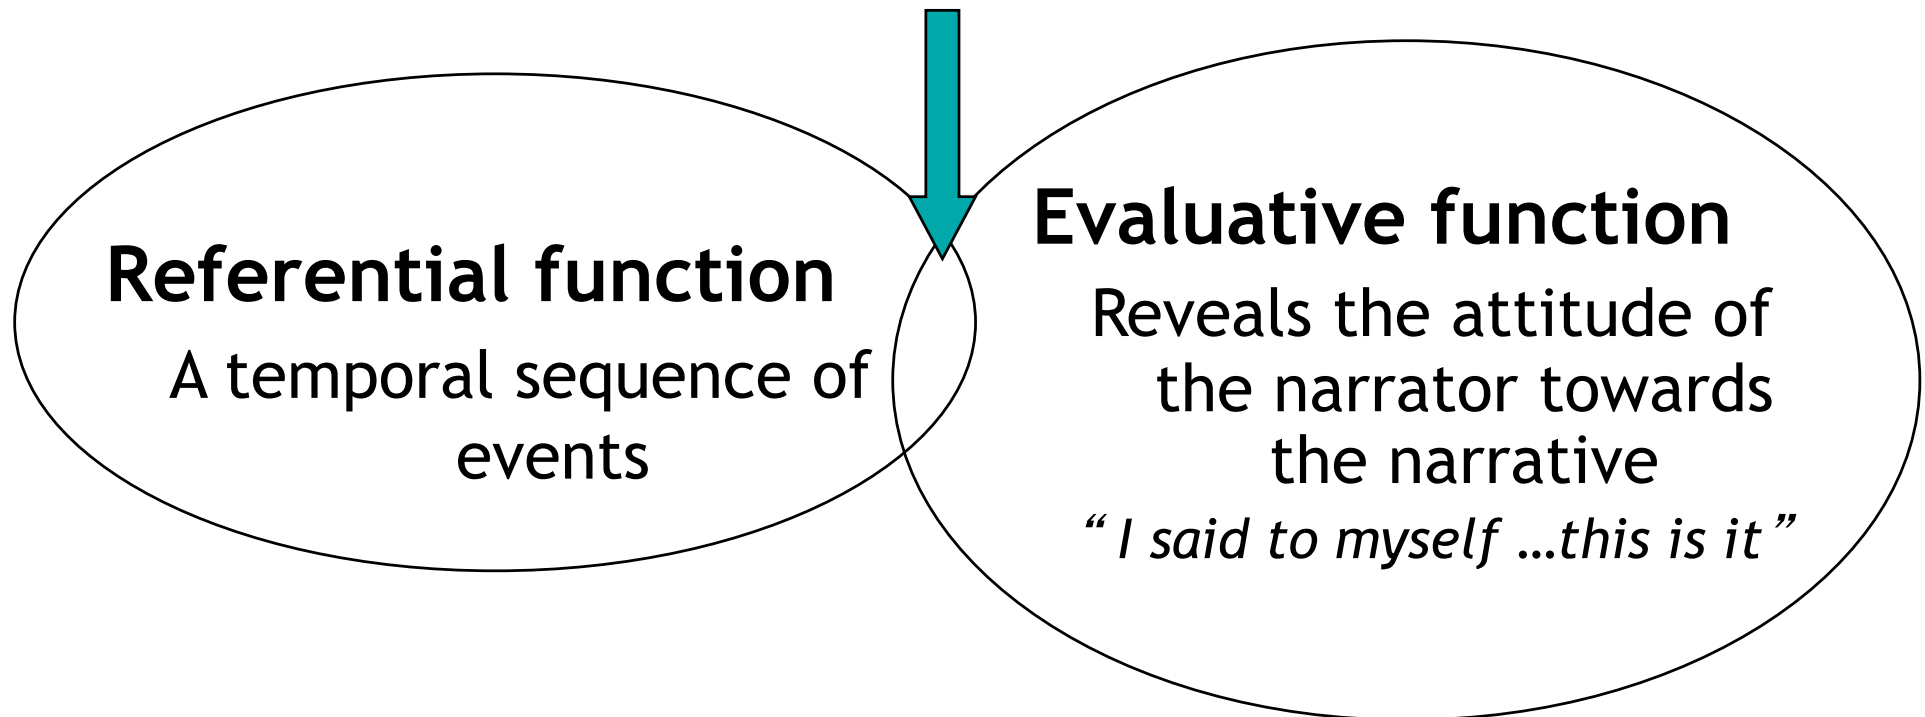 Referential function
A temporal sequence of
events
Evaluative function
Reveals the attitude of
the narrator towards
the narrative
“ I said to myself …this is it ”